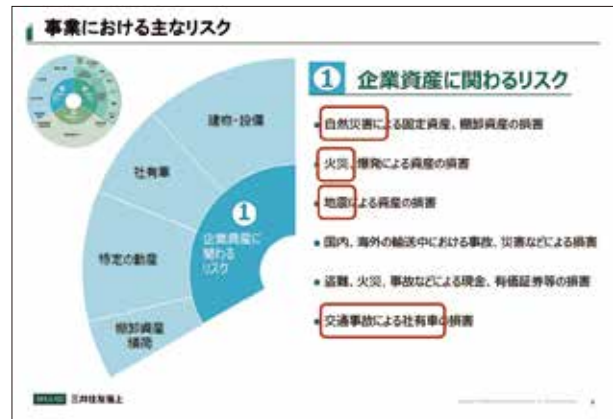 事業における主なリスク
建物・設備
社有車
特定の動産
棚卸資産
積荷
1
企業資産に
関わる
リスク
1 企業資産に関わるリスク
• 自然災害による固定資産、棚卸資産の損害
• 火災、爆発による資産の損害
• 地震による資産の損害
• 国内、海外の輸送中における事故、災害などによる損害
• 盗難、火災、事故などによる現金、有価証券等の損害
• 交通事故による社有車の損害
三井住友海上